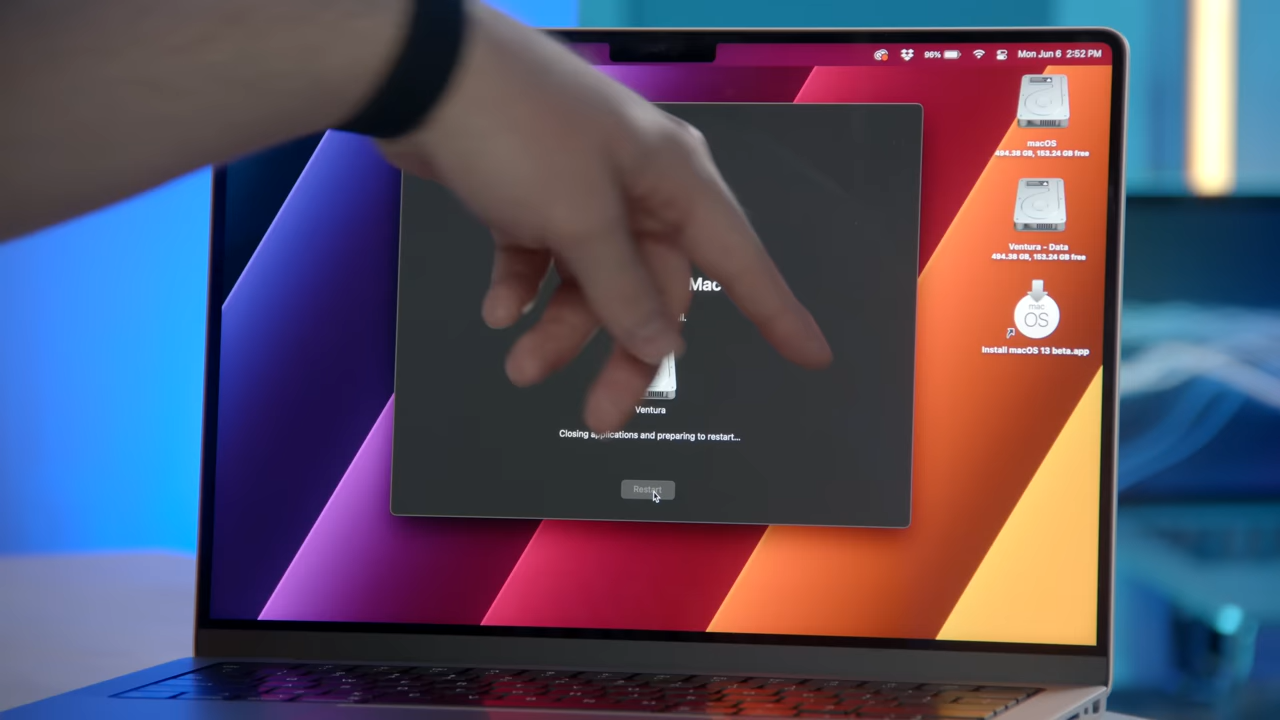 96% Mon Jun 6 2:52 PM
macOS
494.38 GB, 153.24 GB free
Ventura - Data
494.38 GB, 153.24 GB free
mac
OS
Install macOS 13 beta.app
Mac
Ventura
Closing applications and preparing to restart...
Restart